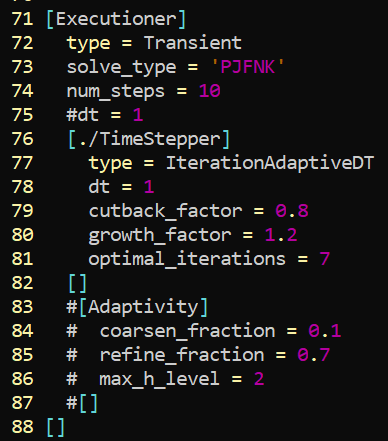 71 [Executioner]
72   type = Transient
73   solve_type = 'PJFNK'
74   num_steps = 10
75   #dt = 1
76   [./TimeStepper]
77     type = IterationAdaptiveDT
78     dt = 1
79     cutback_factor = 0.8
80     growth_factor = 1.2
81     optimal_iterations = 7
82   []
83   #[Adaptivity]
84   #  coarsen_fraction = 0.1
85   #  refine_fraction = 0.7
86   #  max_h_level = 2
87   #[]
88 []